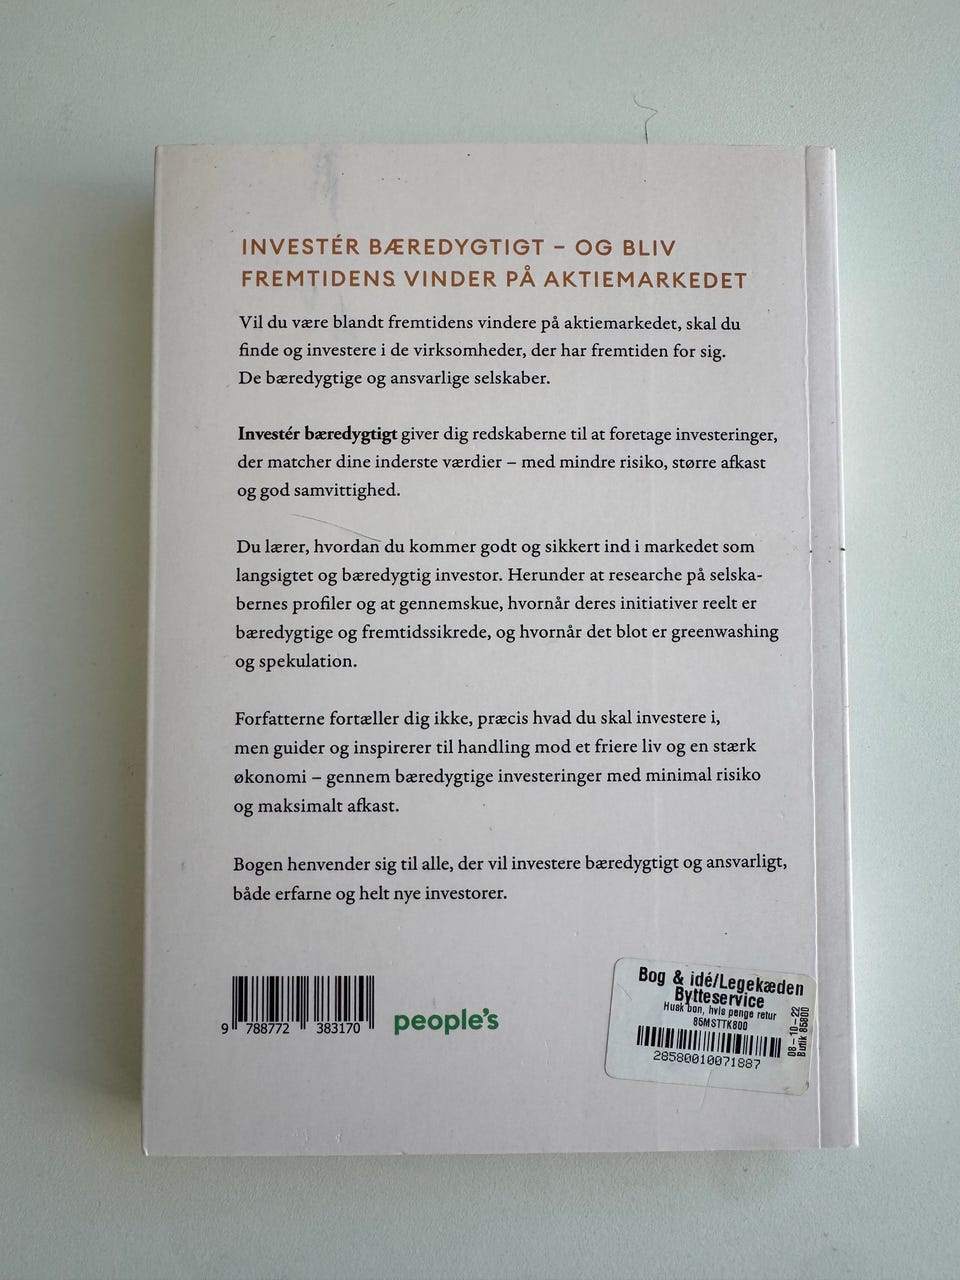 INVESTÉR BÆREDYGTIGT – OG BLIV
FREMTIDENS VINDER PÅ AKTIEMARKEDET
Vil du være blandt fremtidens vindere på aktiemarkedet, skal du
finde og investere i de virksomheder, der har fremtiden for sig.
De bæredygtige og ansvarlige selskaber.
Investér bæredygtigt giver dig redskaberne til at foretage investeringer,
der matcher dine inderste værdier – med mindre risiko, større afkast
og god samvittighed.
Du lærer, hvordan du kommer godt og sikkert ind i markedet som
langsigtet og bæredygtig investor. Herunder at researche på selska-
bernes profiler og at gennemskue, hvornår deres initiativer reelt er
bæredygtige og fremtidssikrede, og hvornår det blot er greenwashing
og spekulation.
Forfatterne fortæller dig ikke, præcis hvad du skal investere i,
men guider og inspirerer til handling mod et friere liv og en stærk
økonomi – gennem bæredygtige investeringer med minimal risiko
og maksimalt afkast.
Bogen henvender sig til alle, der vil investere bæredygtigt og ansvarligt,
både erfarne og helt nye investorer.
9 788772 383170
people's
Bog & idé/Legekæden
Bytteservice
Husk bon, hvis penge retur
85MSTTK800
28580010071887
08-10-22
Butik 85800